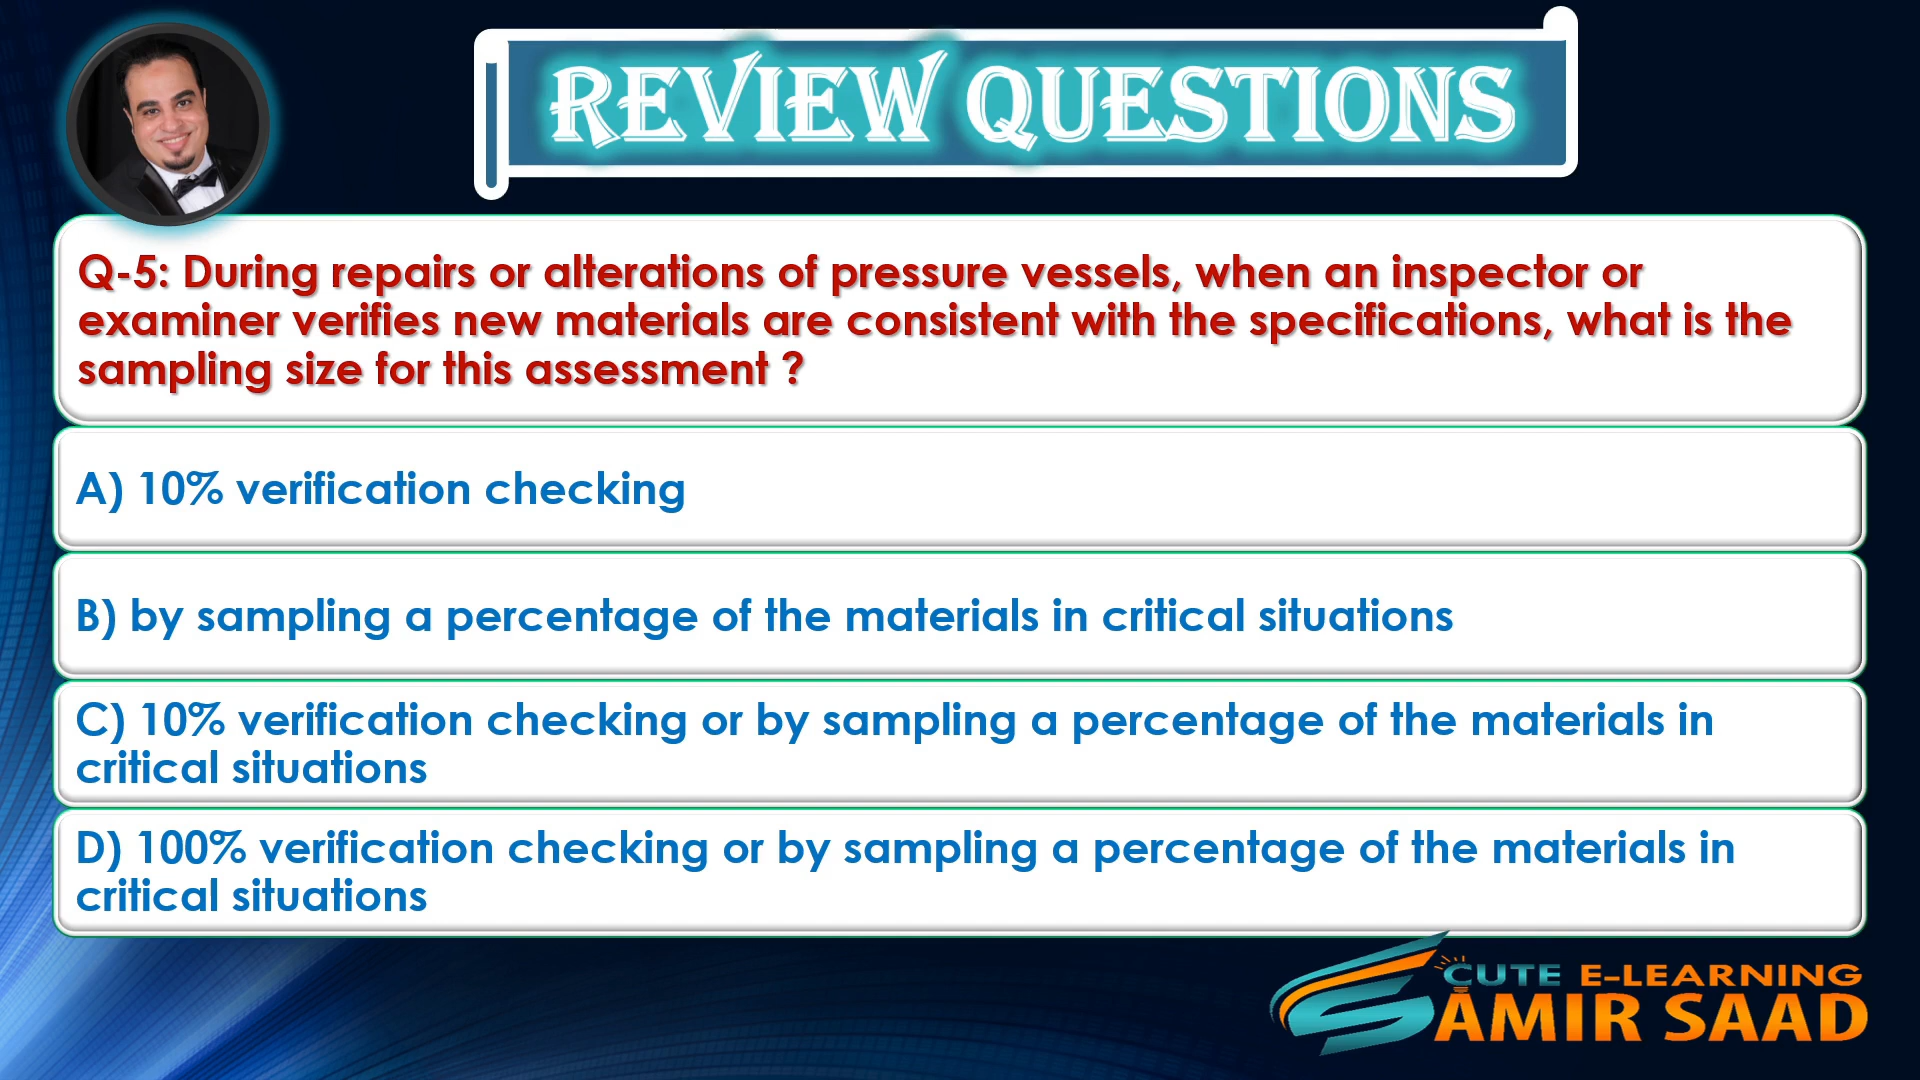 REVIEW QUESTIONS
Q-5: During repairs or alterations of pressure vessels, when an inspector or
examiner verifies new materials are consistent with the specifications, what is the
sampling size for this assessment ?
A) 10% verification checking
B) by sampling a percentage of the materials in critical situations
C) 10% verification checking or by sampling a percentage of the materials in
critical situations
D) 100% verification checking or by sampling a percentage of the materials in
critical situations
CUTE E-LEARNING
AMIR SAAD